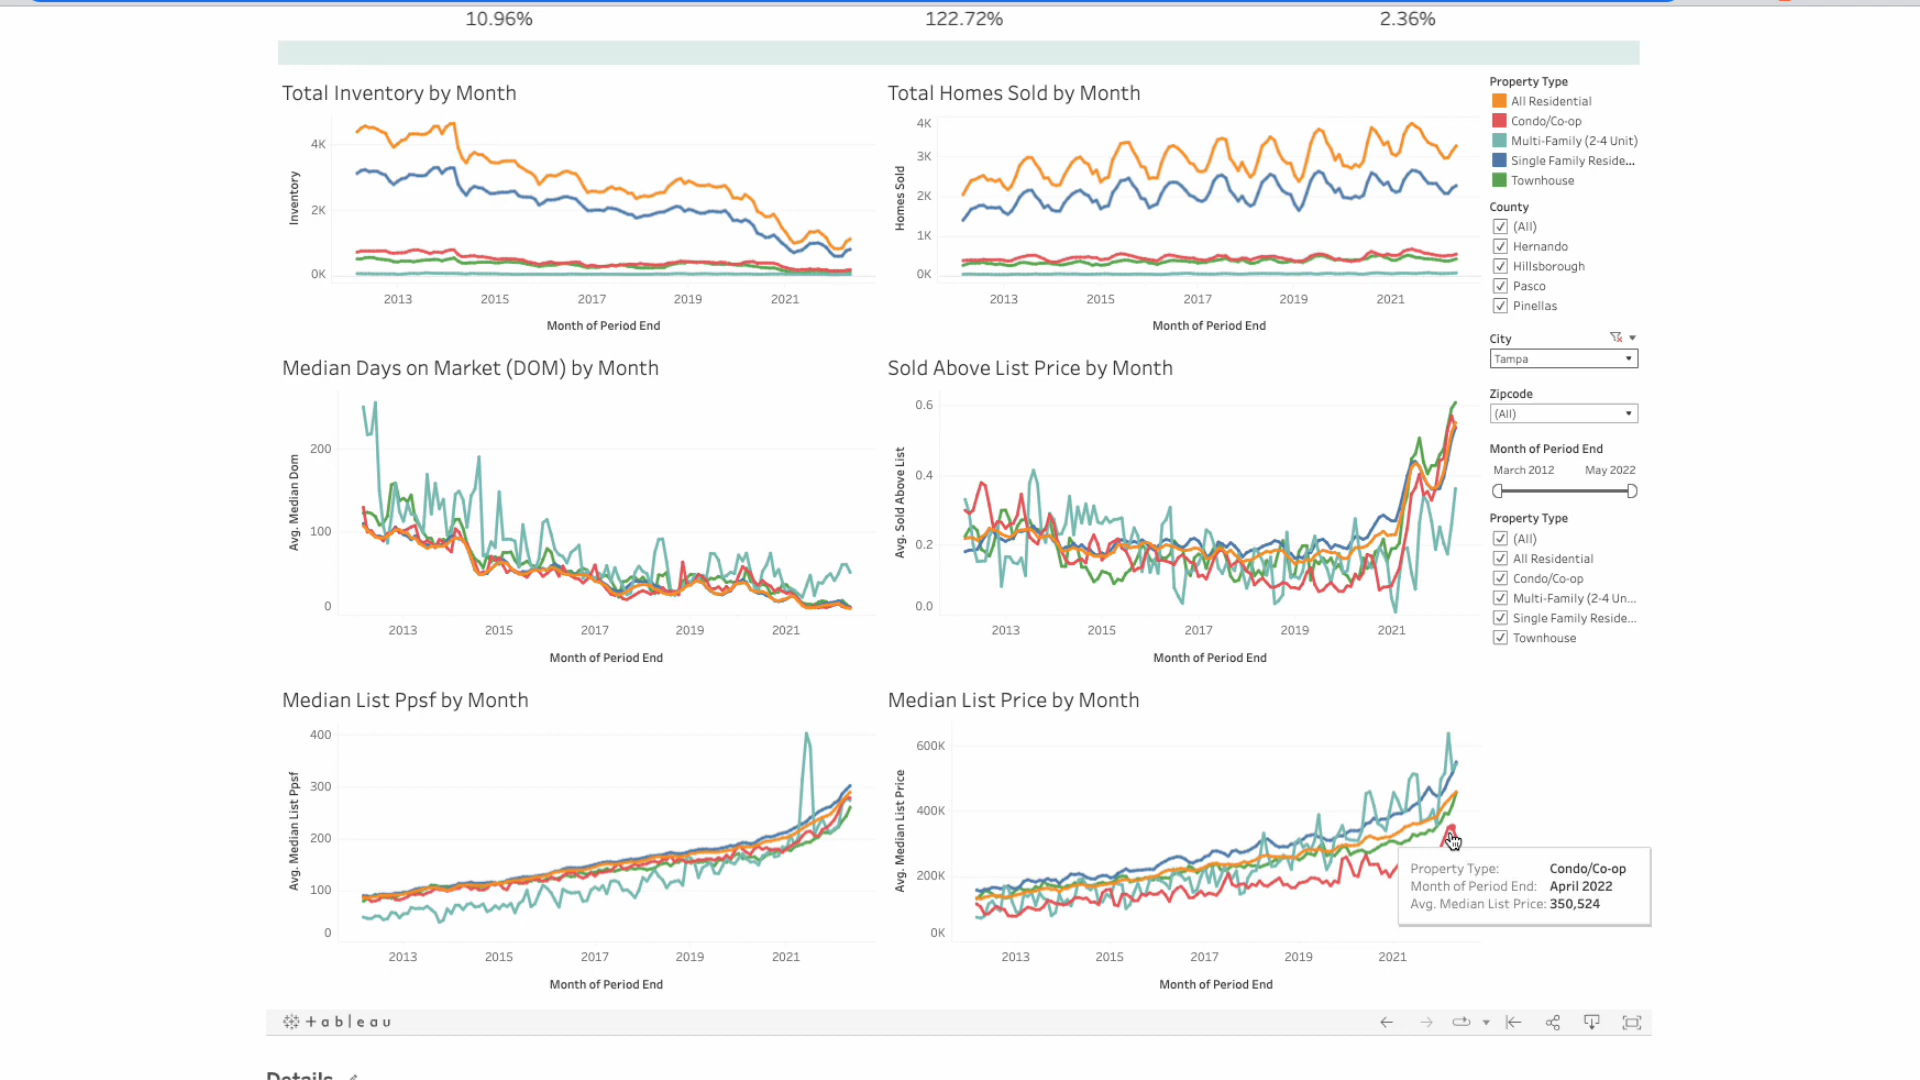 10.96% 122.72% 2.36%
Total Inventory by Month
4K
2K
0K
Inventory
2013 2015 2017 2019 2021
Month of Period End
Total Homes Sold by Month
4K
3K
2K
1K
0K
Homes Sold
2013 2015 2017 2019 2021
Month of Period End
Property Type
All Residential
Condo/Co-op
Multi-Family (2-4 Unit)
Single Family Reside...
Townhouse
County
(All)
Hernando
Hillsborough
Pasco
Pinellas
City
Tampa
Zipcode
(All)
Month of Period End
March 2012 May 2022
Property Type
(All)
All Residential
Condo/Co-op
Multi-Family (2-4 Un...
Single Family Reside...
Townhouse
Median Days on Market (DOM) by Month
200
100
0
Avg. Median Dom
2013 2015 2017 2019 2021
Month of Period End
Sold Above List Price by Month
0.6
0.4
0.2
0.0
Avg. Sold Above List
2013 2015 2017 2019 2021
Month of Period End
Median List Ppsf by Month
400
300
200
100
0
Avg. Median List Ppsf
2013 2015 2017 2019 2021
Month of Period End
Median List Price by Month
600K
400K
200K
0K
Avg. Median List Price
2013 2015 2017 2019 2021
Month of Period End
Property Type: Condo/Co-op
Month of Period End: April 2022
Avg. Median List Price: 350,524
+ableau
Details